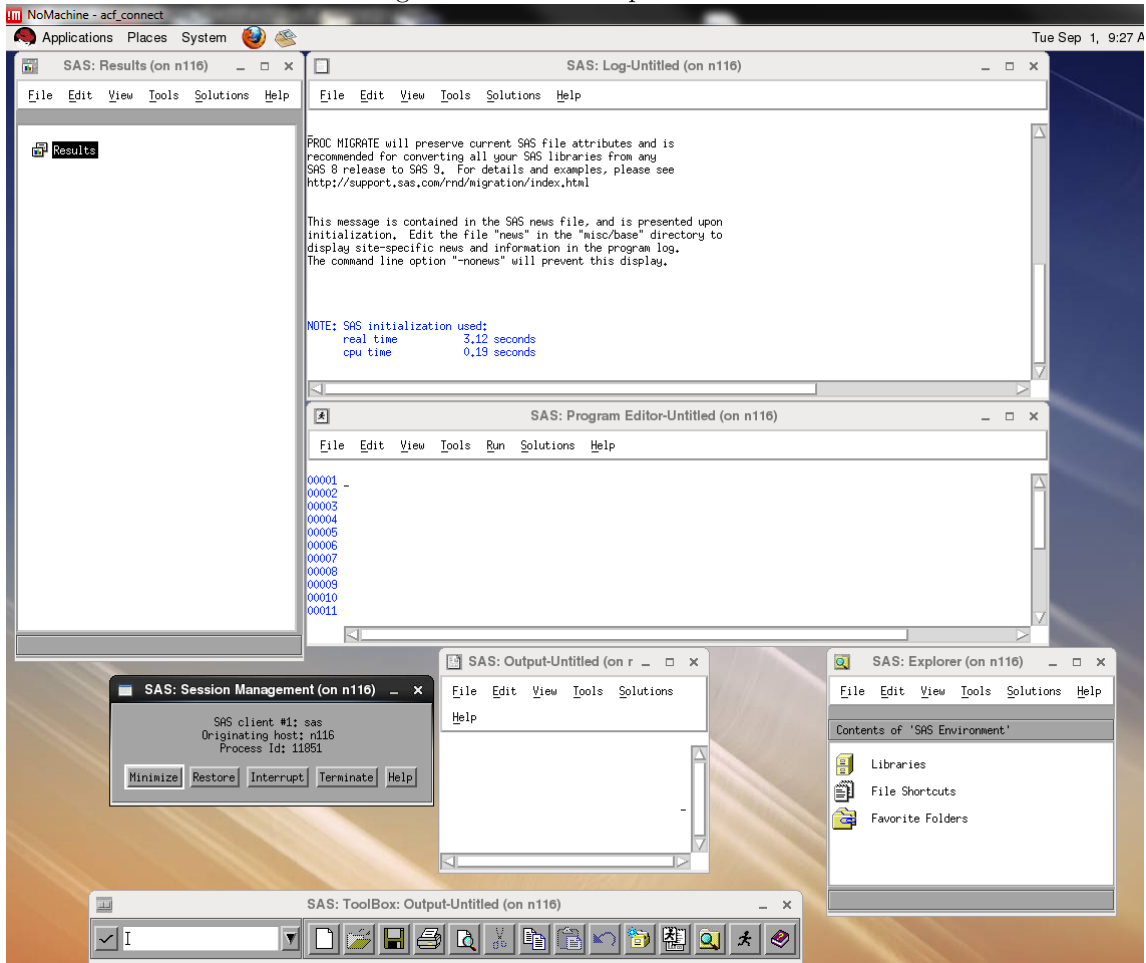 NoMachine - acf_connect
Applications Places System
Tue Sep 1, 9:27 A
SAS: Results (on n116)
File Edit View Tools Solutions Help
Results
SAS: Log-Untitled (on n116)
File Edit View Tools Solutions Help
PROC MIGRATE will preserve current SAS file attributes and is
recommended for converting all your SAS libraries from any
SAS 8 release to SAS 9. For details and examples, please see
http://support.sas.com/rnd/migration/index.html
This message is contained in the SAS news file, and is presented upon
initialization. Edit the file "news" in the "misc/base" directory to
display site-specific news and information in the program log.
The command line option "-nonews" will prevent this display.
NOTE: SAS initialization used:
real time 3.12 seconds
cpu time 0.19 seconds
SAS: Program Editor-Untitled (on n116)
File Edit View Tools Run Solutions Help
00001
00002
00003
00004
00005
00006
00007
00008
00009
00010
00011
SAS: Session Management (on n116)
SAS client #1: sas
Originating host: n116
Process Id: 11851
Minimize Restore Interrupt Terminate Help
SAS: Output-Untitled (on r
File Edit View Tools Solutions
Help
SAS: Explorer (on n116)
File Edit View Tools Solutions Help
Contents of 'SAS Environment'
Libraries
File Shortcuts
Favorite Folders
SAS: ToolBox: Output-Untitled (on n116)